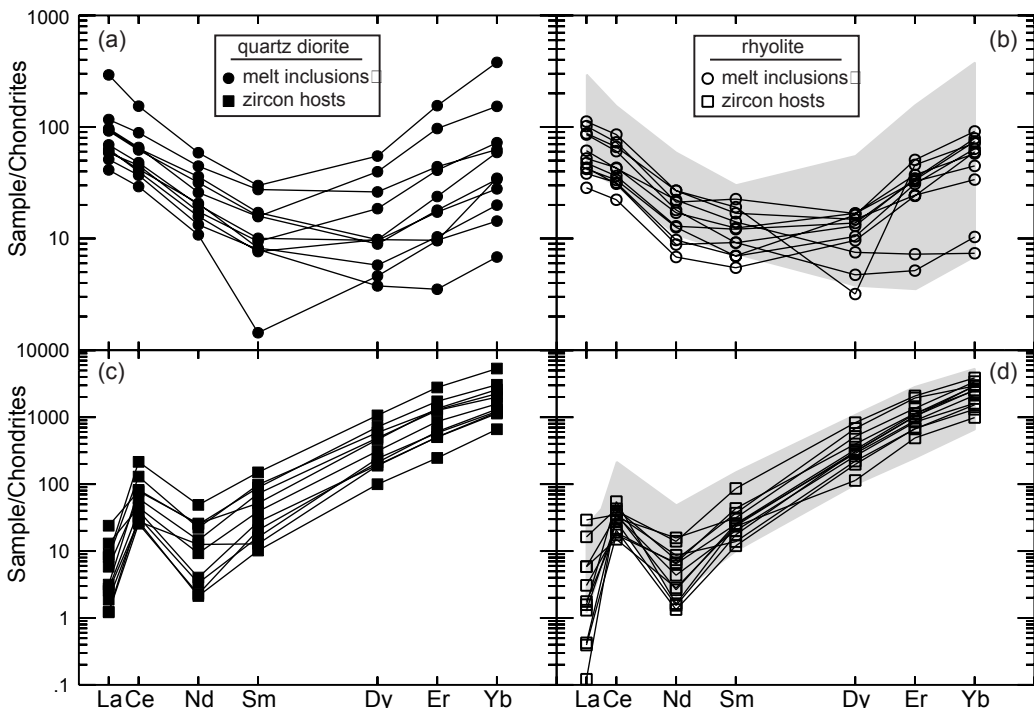 1000
100
10
Sample/Chondrites
(a)
quartz diorite
melt inclusions
zircon hosts
(b)
rhyolite
melt inclusions
zircon hosts
10000
1000
100
10
1
.1
Sample/Chondrites
(c)
(d)
La Ce Nd Sm Dy Er Yb
La Ce Nd Sm Dy Er Yb